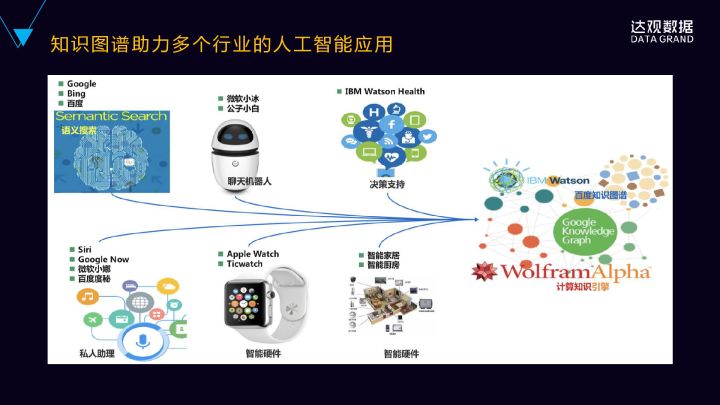 知识图谱助力多个行业的人工智能应用
达观数据
DATA GRAND
Google
Bing
百度
Semantic Search
语义搜索
微软小冰
公子小白
聊天机器人
IBM Watson Health
决策支持
IBM Watson
百度知识图谱
Google
Knowledge
Graph
WolframAlpha
计算知识引擎
Siri
Google Now
微软小娜
百度度秘
私人助理
Apple Watch
Ticwatch
智能硬件
智能家居
智能厨房
智能硬件